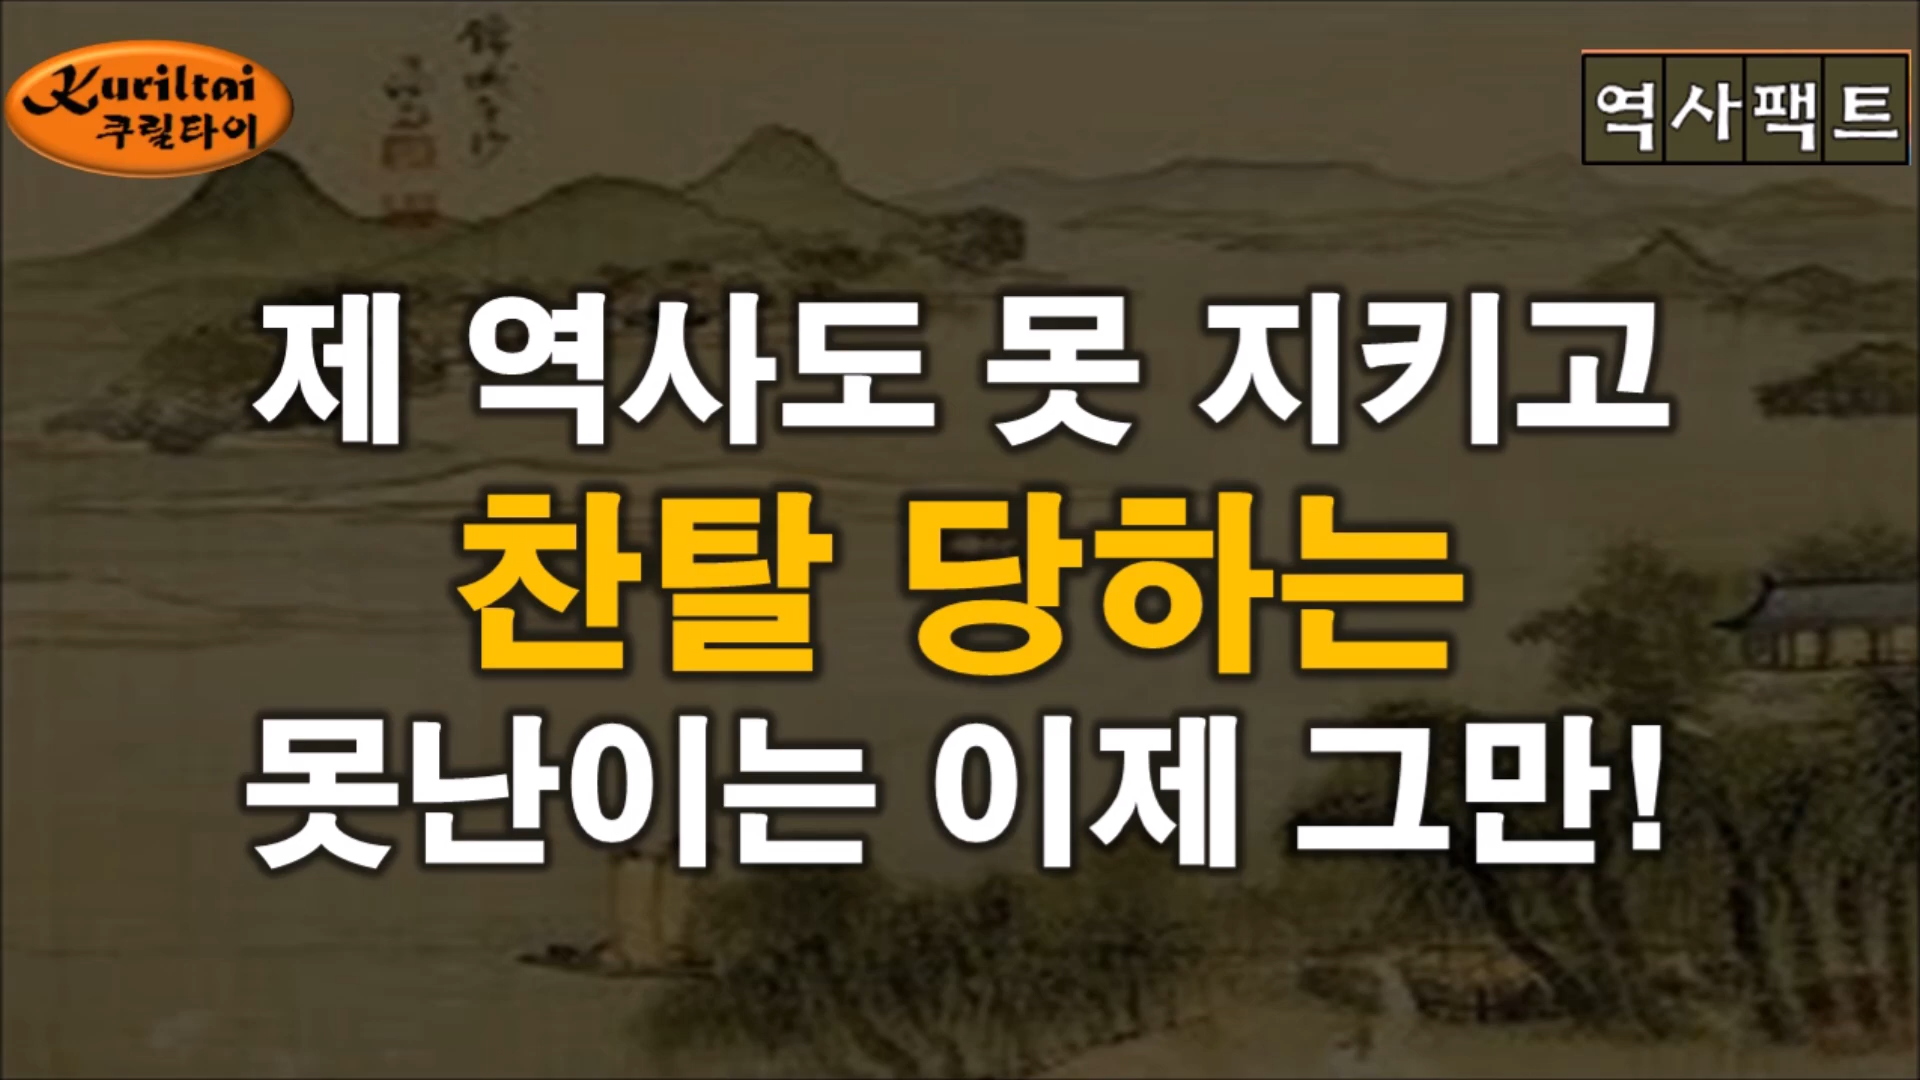 Kuriltai
쿠릴타이
역사팩트
제 역사도 못 지키고
찬탈 당하는
못난이는 이제 그만!